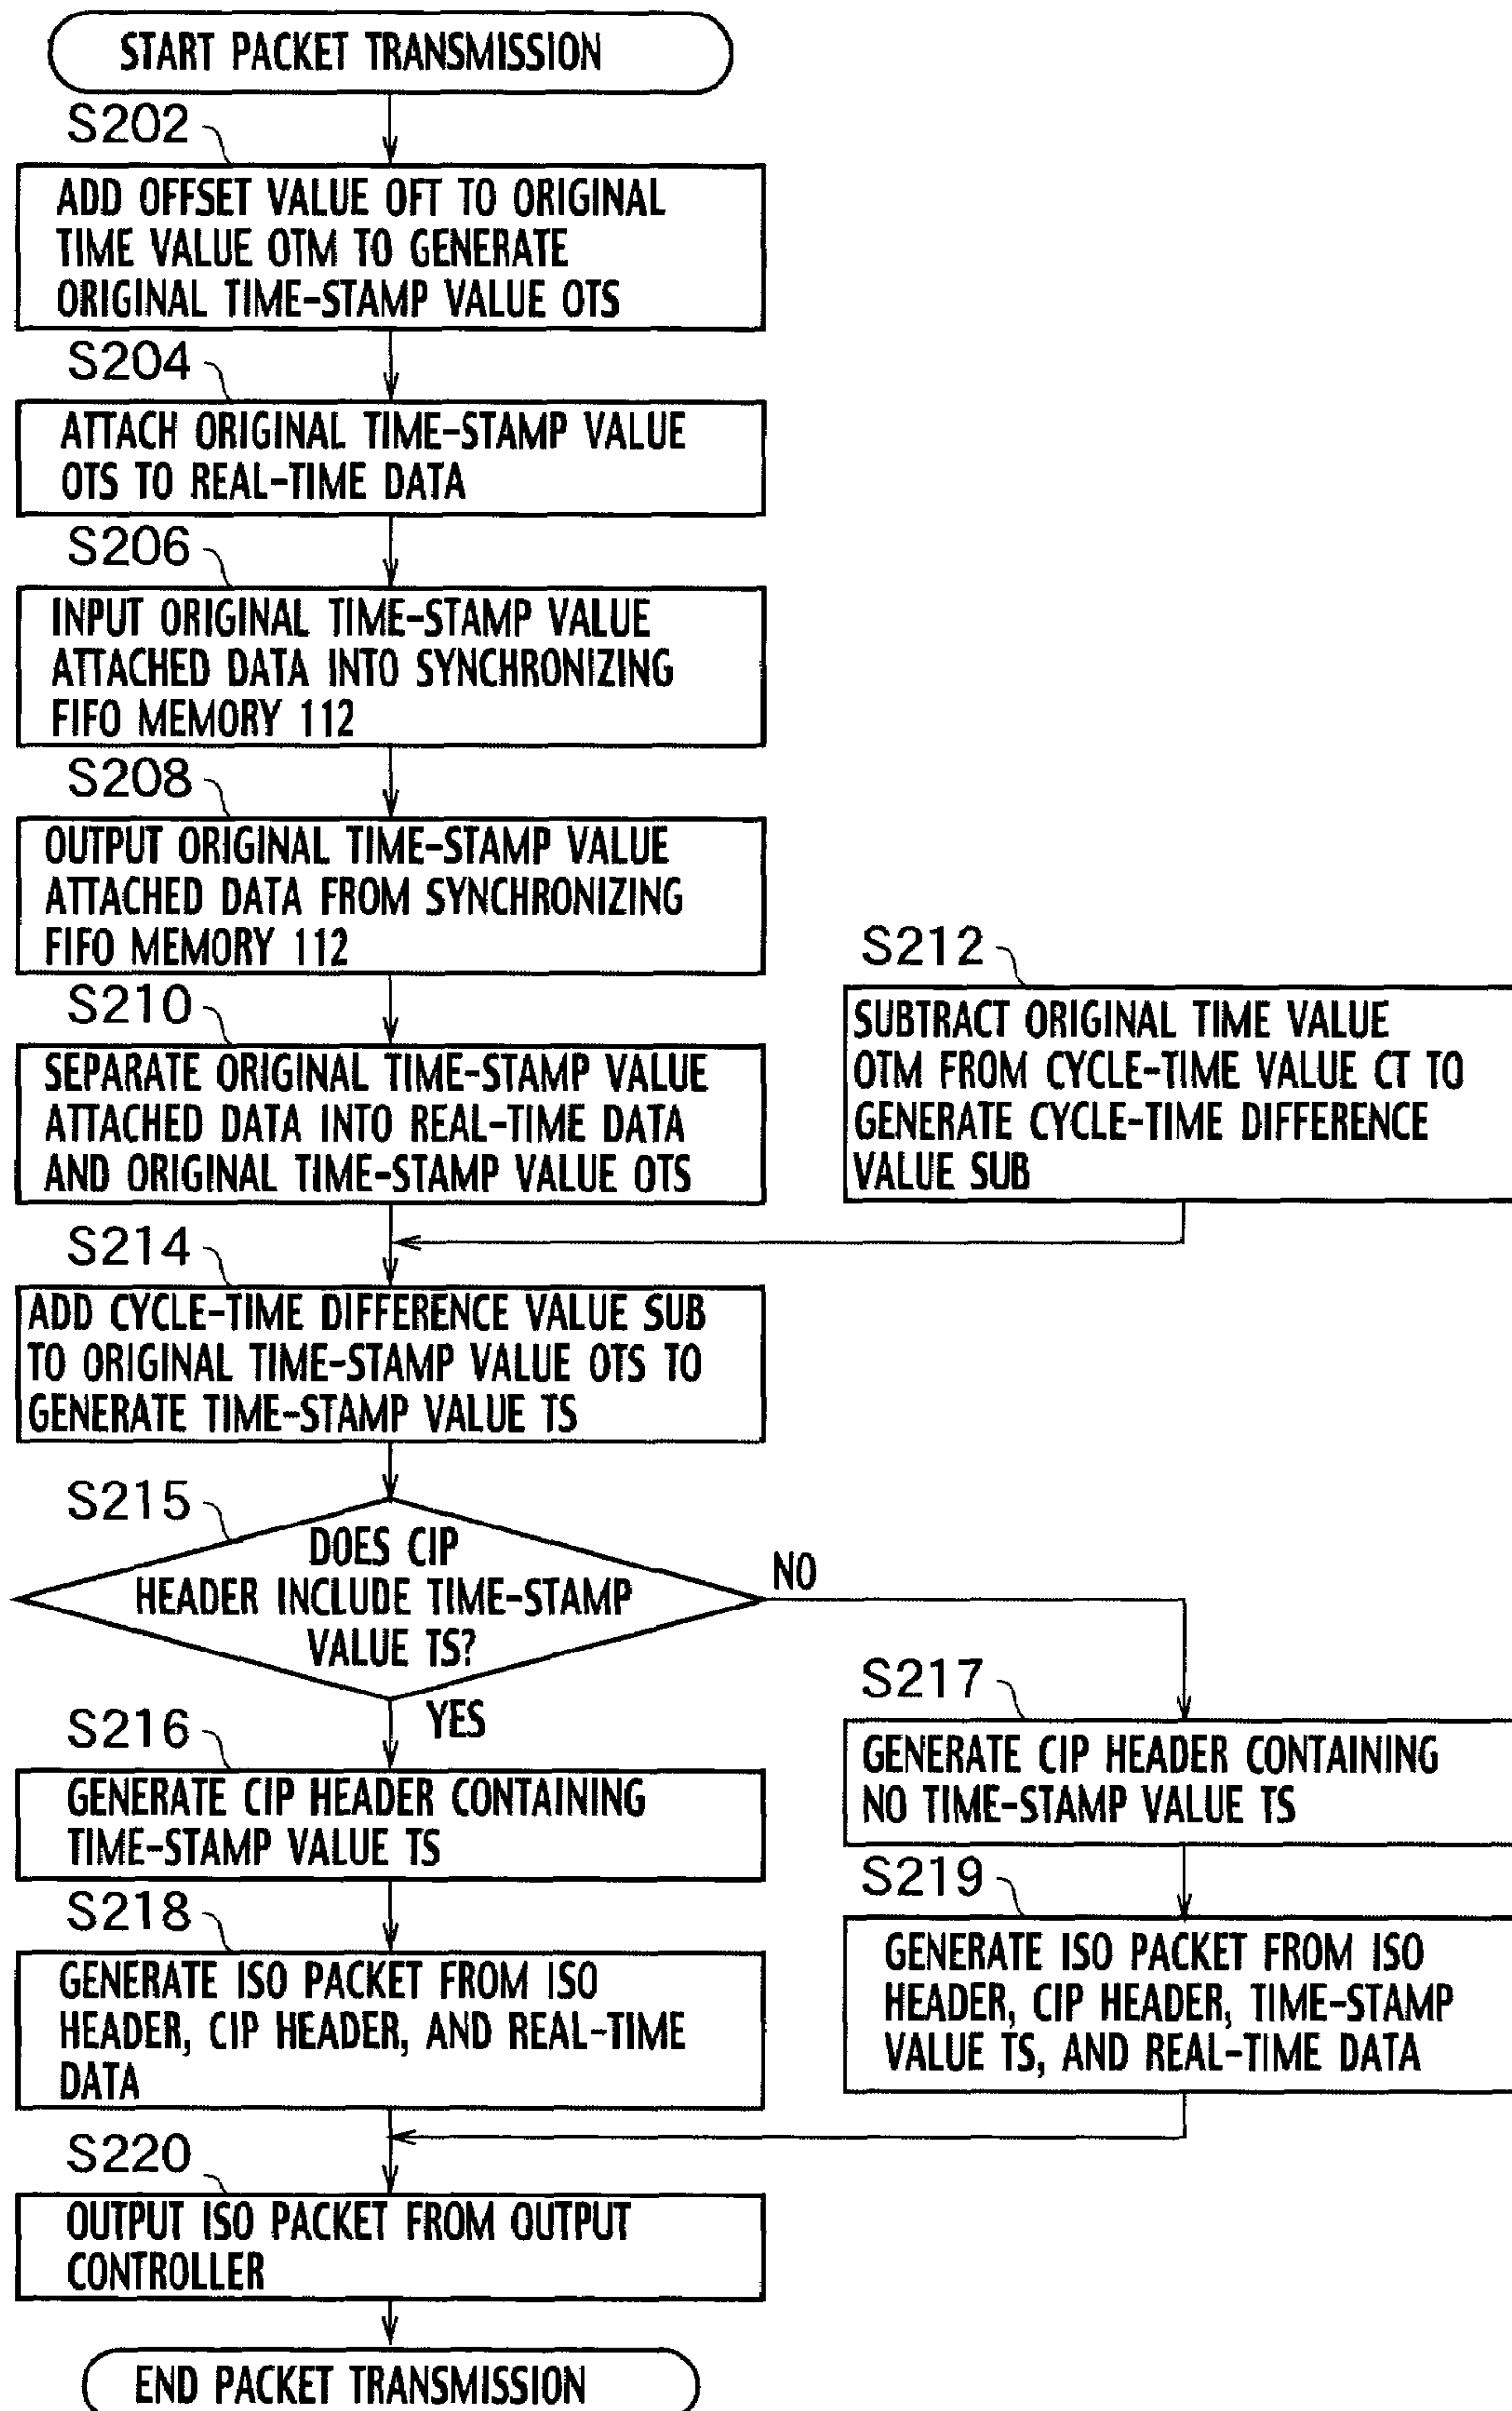 START PACKET TRANSMISSION
S202
ADD OFFSET VALUE OFT TO ORIGINAL
TIME VALUE OTM TO GENERATE
ORIGINAL TIME-STAMP VALUE OTS
S204
ATTACH ORIGINAL TIME-STAMP VALUE
OTS TO REAL-TIME DATA
S206
INPUT ORIGINAL TIME-STAMP VALUE
ATTACHED DATA INTO SYNCHRONIZING
FIFO MEMORY 112
S208
OUTPUT ORIGINAL TIME-STAMP VALUE
ATTACHED DATA FROM SYNCHRONIZING
FIFO MEMORY 112
S210
SEPARATE ORIGINAL TIME-STAMP VALUE
ATTACHED DATA INTO REAL-TIME DATA
AND ORIGINAL TIME-STAMP VALUE OTS
S212
SUBTRACT ORIGINAL TIME VALUE
OTM FROM CYCLE-TIME VALUE CT TO
GENERATE CYCLE-TIME DIFFERENCE
VALUE SUB
S214
ADD CYCLE-TIME DIFFERENCE VALUE SUB
TO ORIGINAL TIME-STAMP VALUE OTS TO
GENERATE TIME-STAMP VALUE TS
S215
DOES CIP
HEADER INCLUDE TIME-STAMP
VALUE TS?
NO
YES
S216
GENERATE CIP HEADER CONTAINING
TIME-STAMP VALUE TS
S217
GENERATE CIP HEADER CONTAINING
NO TIME-STAMP VALUE TS
S218
GENERATE ISO PACKET FROM ISO
HEADER, CIP HEADER, AND REAL-TIME
DATA
S219
GENERATE ISO PACKET FROM ISO
HEADER, CIP HEADER, TIME-STAMP
VALUE TS, AND REAL-TIME DATA
S220
OUTPUT ISO PACKET FROM OUTPUT
CONTROLLER
END PACKET TRANSMISSION